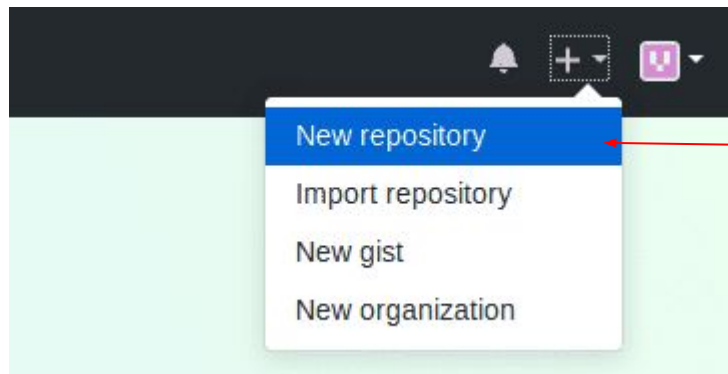 New repository
Import repository
New gist
New organization